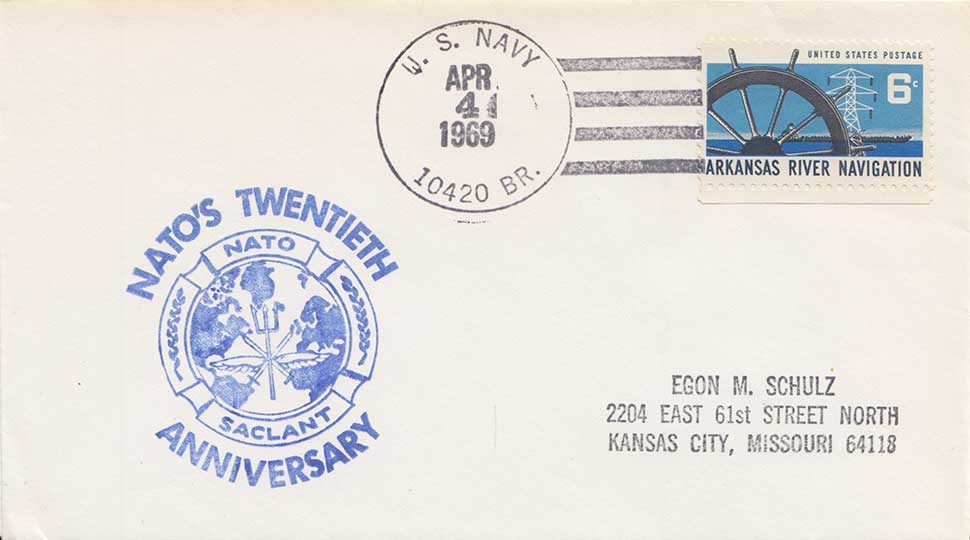 U. S. NAVY
APR
4
1969
10420 BR.
UNITED STATES POSTAGE
6c
ARKANSAS RIVER NAVIGATION
NATO'S TWENTIETH
NATO
SACLANT
ANNIVERSARY
EGON M. SCHULZ
2204 EAST 61st STREET NORTH
KANSAS CITY, MISSOURI 64118